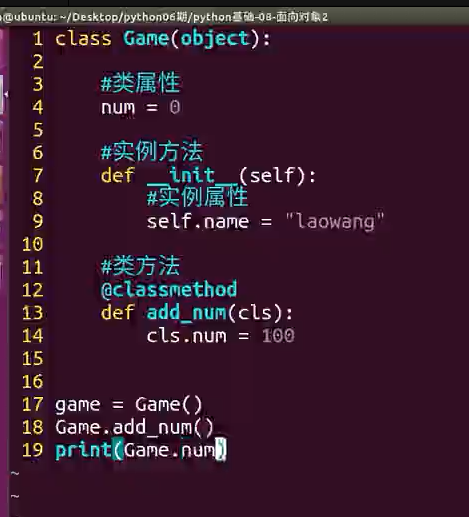 @ubuntu: ~/Desktop/python06期/python基础-08-面向对象2
1 class Game(object):
2
3 #类属性
4 num = 0
5
6 #实例方法
7 def __init__(self):
8 #实例属性
9 self.name = "laowang"
10
11 #类方法
12 @classmethod
13 def add_num(cls):
14 cls.num = 100
15
16
17 game = Game()
18 Game.add_num()
19 print(Game.num)
~
~